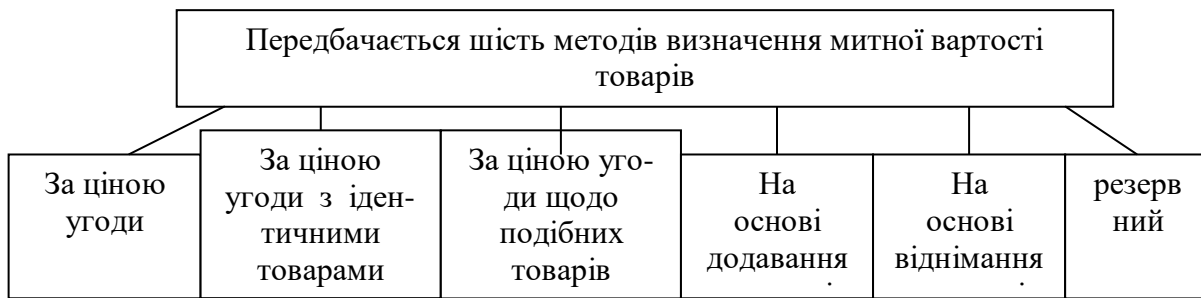 Передбачається шість методів визначення митної вартості
товарів
За ціною
угоди
За ціною
угоди з іден-
тичними
товарами
За ціною уго-
ди щодо
подібних
товарів
На
основі
додавання
На
основі
віднімання
резерв
ний